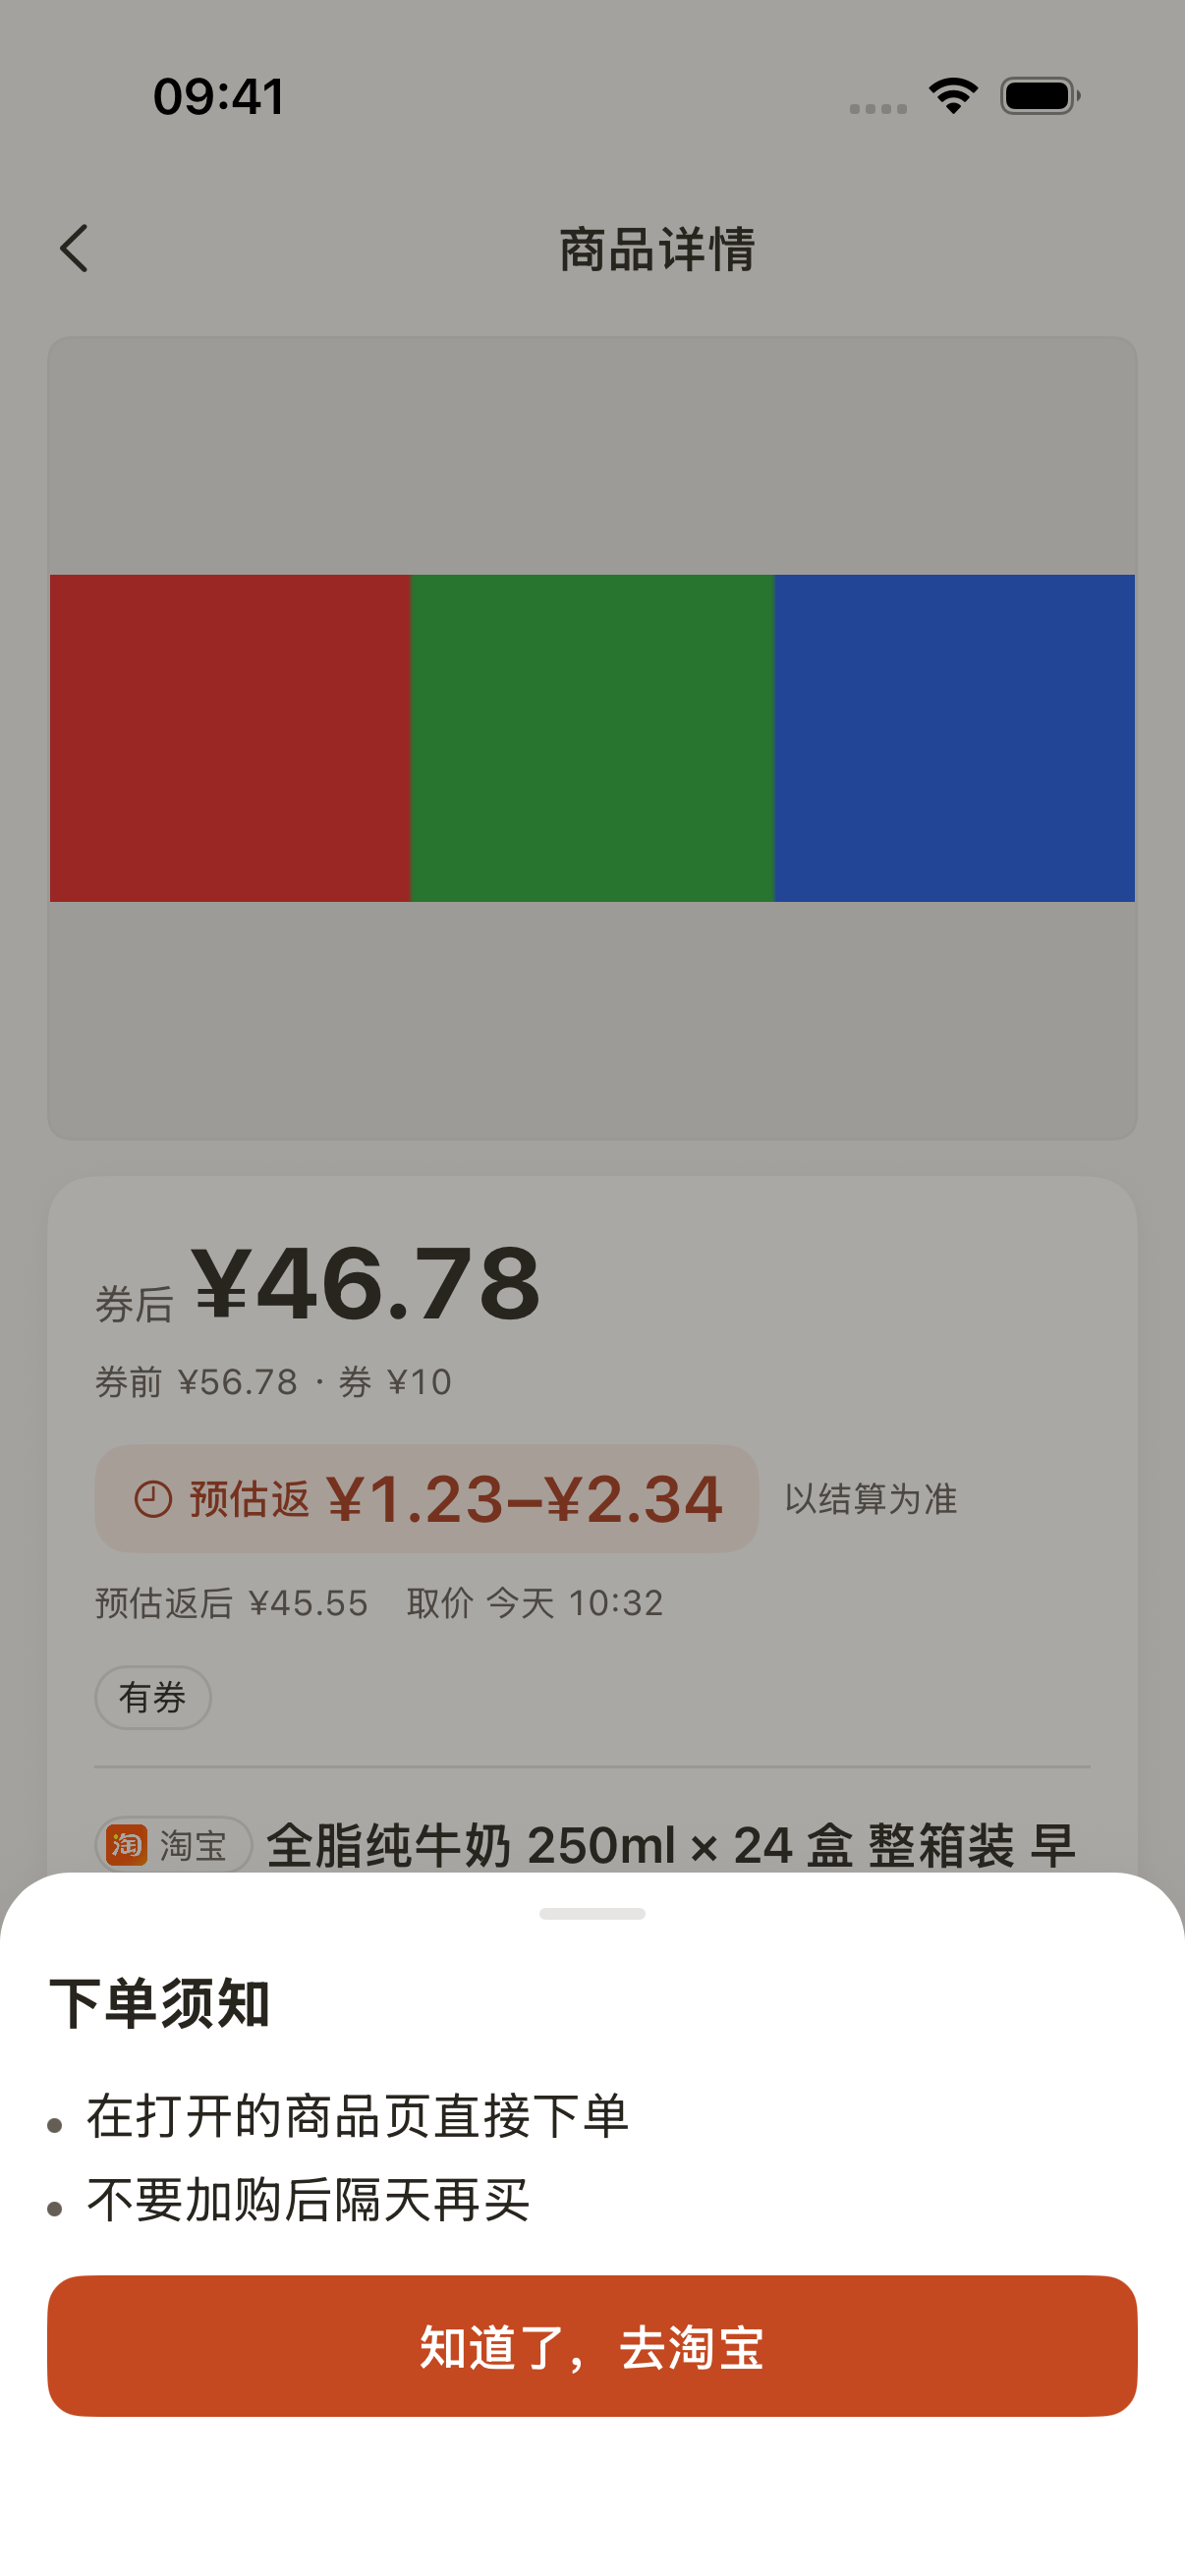 09:41
商品详情
券后 ¥46.78
券前 ¥56.78 · 券 ¥10
预估返 ¥1.23–¥2.34 以结算为准
预估返后 ¥45.55 取价 今天 10:32
有券
淘 淘宝 全脂纯牛奶 250ml × 24 盒 整箱装 早
下单须知
在打开的商品页直接下单
不要加购后隔天再买
知道了，去淘宝